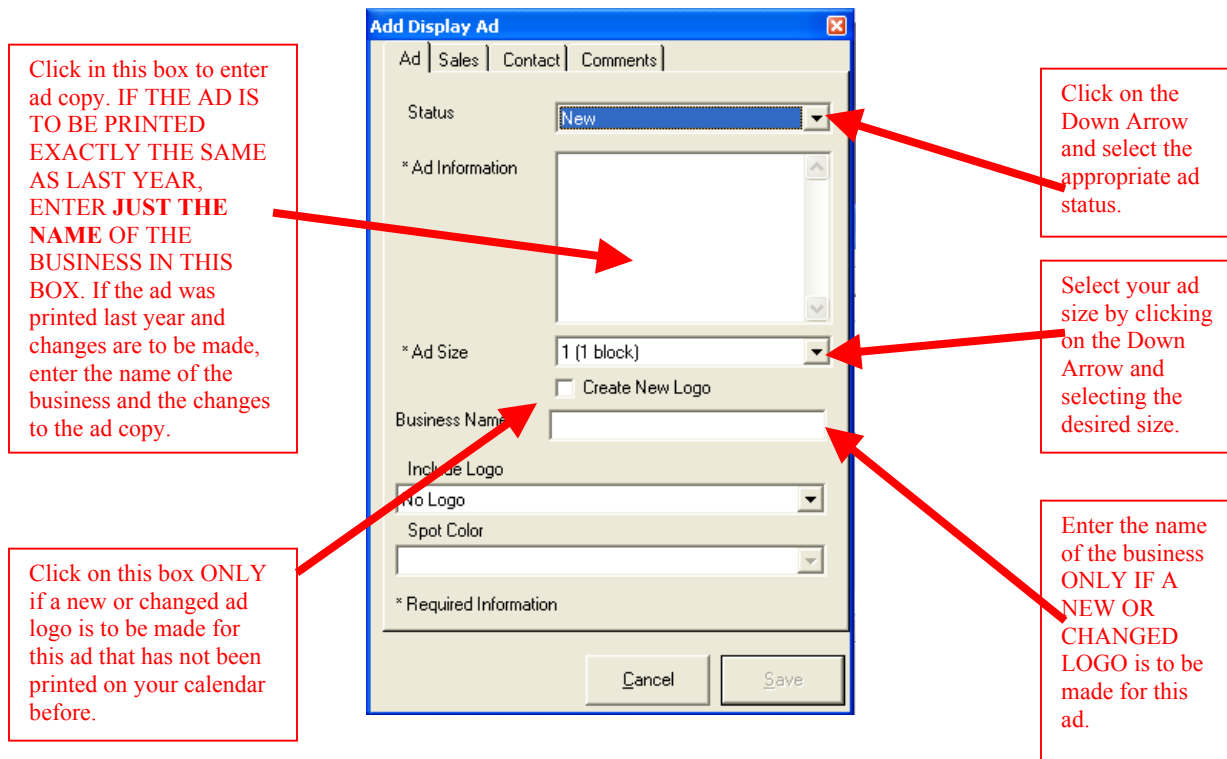 Add Display Ad
Ad Sales Contact Comments
Click in this box to enter
ad copy. IF THE AD IS
TO BE PRINTED
EXACTLY THE SAME
AS LAST YEAR,
ENTER JUST THE
NAME OF THE
BUSINESS IN THIS
BOX. If the ad was
printed last year and
changes are to be made,
enter the name of the
business and the changes
to the ad copy.
Status
New
Click on the
Down Arrow
and select the
appropriate ad
status.
* Ad Information
* Ad Size
1 (1 block)
Select your ad
size by clicking
on the Down
Arrow and
selecting the
desired size.
Create New Logo
Business Name
Include Logo
No Logo
Spot Color
Click on this box ONLY
if a new or changed ad
logo is to be made for
this ad that has not been
printed on your calendar
before.
Enter the name
of the business
ONLY IF A
NEW OR
CHANGED
LOGO is to be
made for this
ad.
* Required Information
Cancel
Save